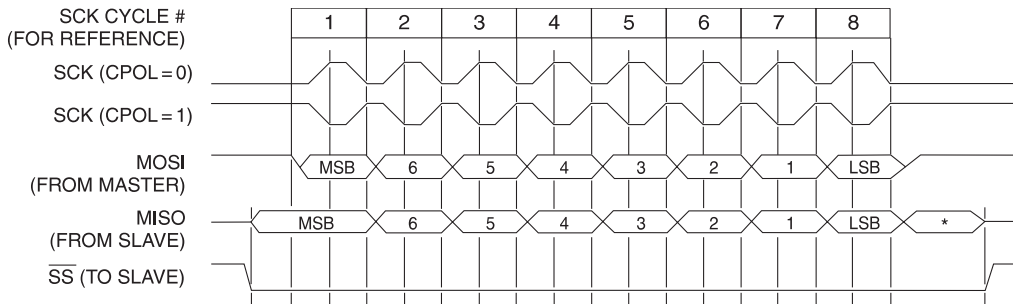 SCK CYCLE #
(FOR REFERENCE)
1 2 3 4 5 6 7 8
SCK (CPOL=0)
SCK (CPOL=1)
MOSI
(FROM MASTER)
MSB 6 5 4 3 2 1 LSB
MISO
(FROM SLAVE)
MSB 6 5 4 3 2 1 LSB *
SS (TO SLAVE)